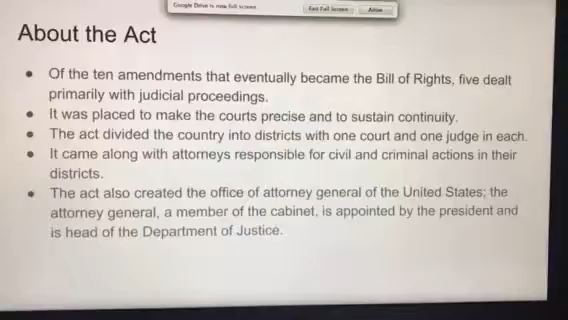 Google Drive is now full screen.
Exit Full Screen
Allow
About the Act
● Of the ten amendments that eventually became the Bill of Rights, five dealt
primarily with judicial proceedings.
● It was placed to make the courts precise and to sustain continuity.
● The act divided the country into districts with one court and one judge in each.
● It came along with attorneys responsible for civil and criminal actions in their
districts.
● The act also created the office of attorney general of the United States; the
attorney general, a member of the cabinet, is appointed by the president and
is head of the Department of Justice.